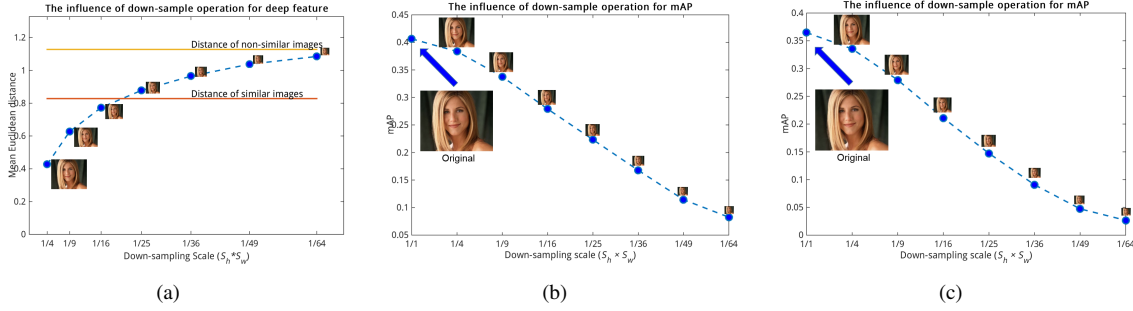 The influence of down-sample operation for deep feature
Mean Euclidean distance
1.2
1
0.8
0.6
0.4
0.2
0
Distance of non-similar images
Distance of similar images
1/4 1/9 1/16 1/25 1/36 1/49 1/64
Down-sampling Scale (S_h*S_w)
(a)
The influence of down-sample operation for mAP
mAP
0.45
0.4
0.35
0.3
0.25
0.2
0.15
0.1
0.05
Original
1/1 1/4 1/9 1/16 1/25 1/36 1/49 1/64
Down-sampling scale (S_h × S_w)
(b)
The influence of down-sample operation for mAP
mAP
0.4
0.35
0.3
0.25
0.2
0.15
0.1
0.05
0
Original
1/1 1/4 1/9 1/16 1/25 1/36 1/49 1/64
Down-sampling scale (S_h × S_w)
(c)